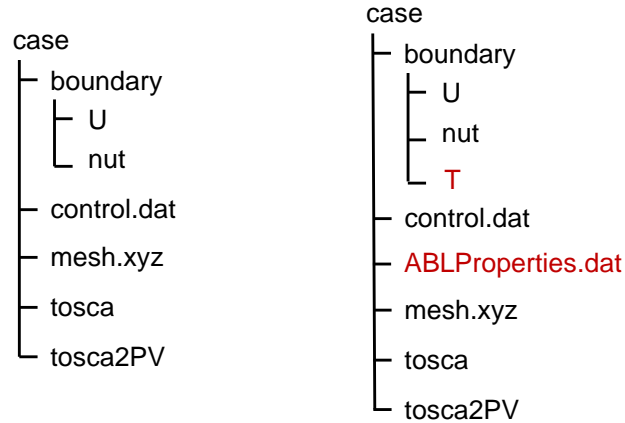 case
boundary
U
nut
control.dat
mesh.xyz
tosca
tosca2PV
case
boundary
U
nut
T
control.dat
ABLProperties.dat
mesh.xyz
tosca
tosca2PV